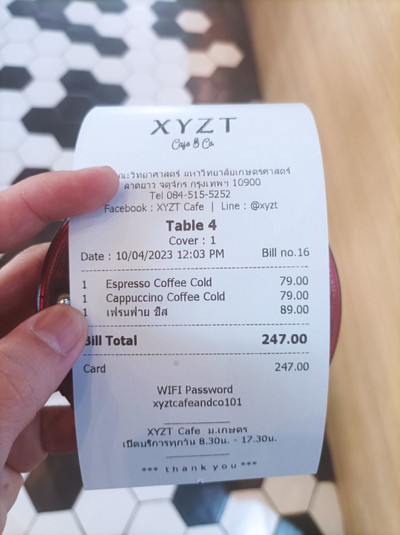 XYZT
Cafe & Co.
คณะวิทยาศาสตร์ มหาวิทยาลัยเกษตรศาสตร์
ลาดยาว จตุจักร กรุงเทพฯ 10900
Tel 084-515-5252
Facebook : XYZT Cafe | Line : @xyzt
Table 4
Cover : 1
Date : 10/04/2023 12:03 PM Bill no.16
1 Espresso Coffee Cold 79.00
1 Cappuccino Coffee Cold 79.00
1 เฟรนฟาย ชีส 89.00
Bill Total 247.00
Card 247.00
WIFI Password
xyztcafeandco101
XYZT Cafe ม.เกษตร
เปิดบริการทุกวัน 8.30น. - 17.30น.
*** t h a n k y o u ***